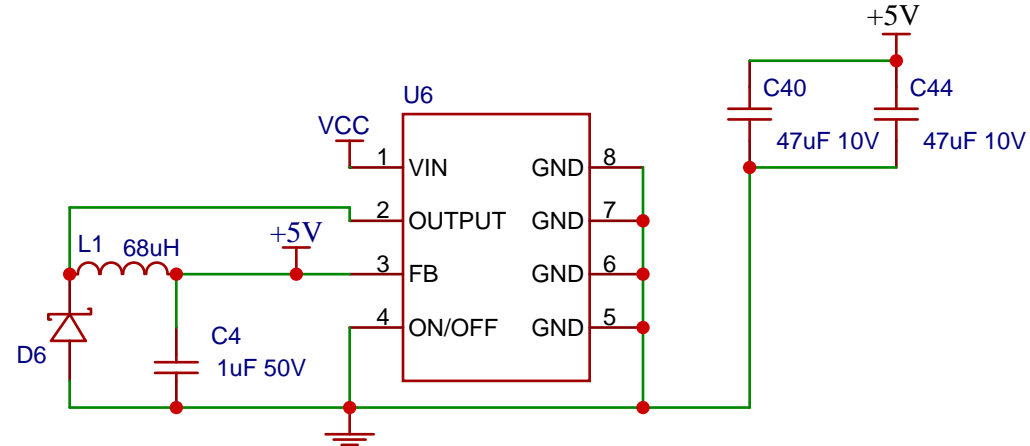 +5V
C40
C44
47uF 10V
47uF 10V
U6
VCC
1
VIN
GND
8
2
OUTPUT
GND
7
L1
68uH
+5V
3
FB
GND
6
4
ON/OFF
GND
5
D6
C4
1uF 50V